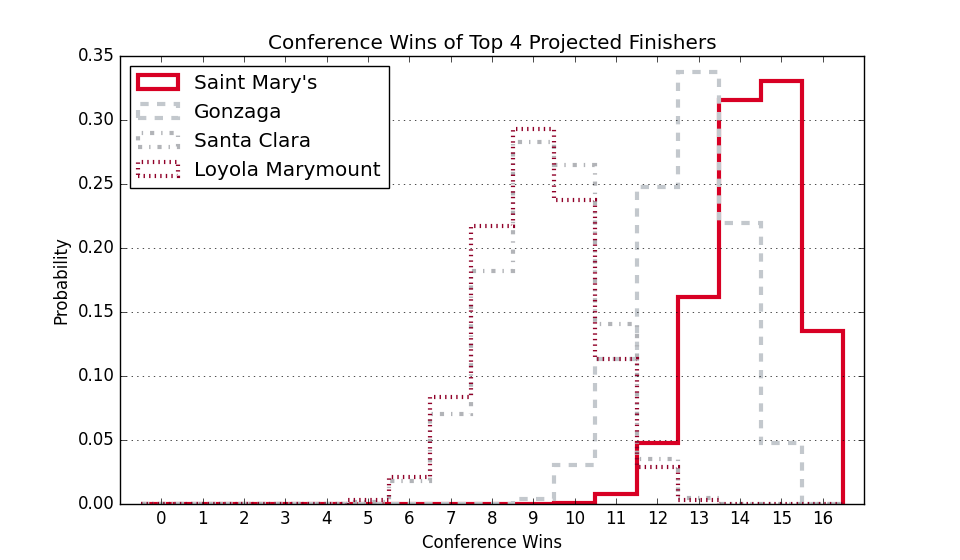 Conference Wins of Top 4 Projected Finishers
Saint Mary's
Gonzaga
Santa Clara
Loyola Marymount
0.35
0.30
0.25
0.20
0.15
0.10
0.05
0.00
Probability
0 1 2 3 4 5 6 7 8 9 10 11 12 13 14 15 16
Conference Wins